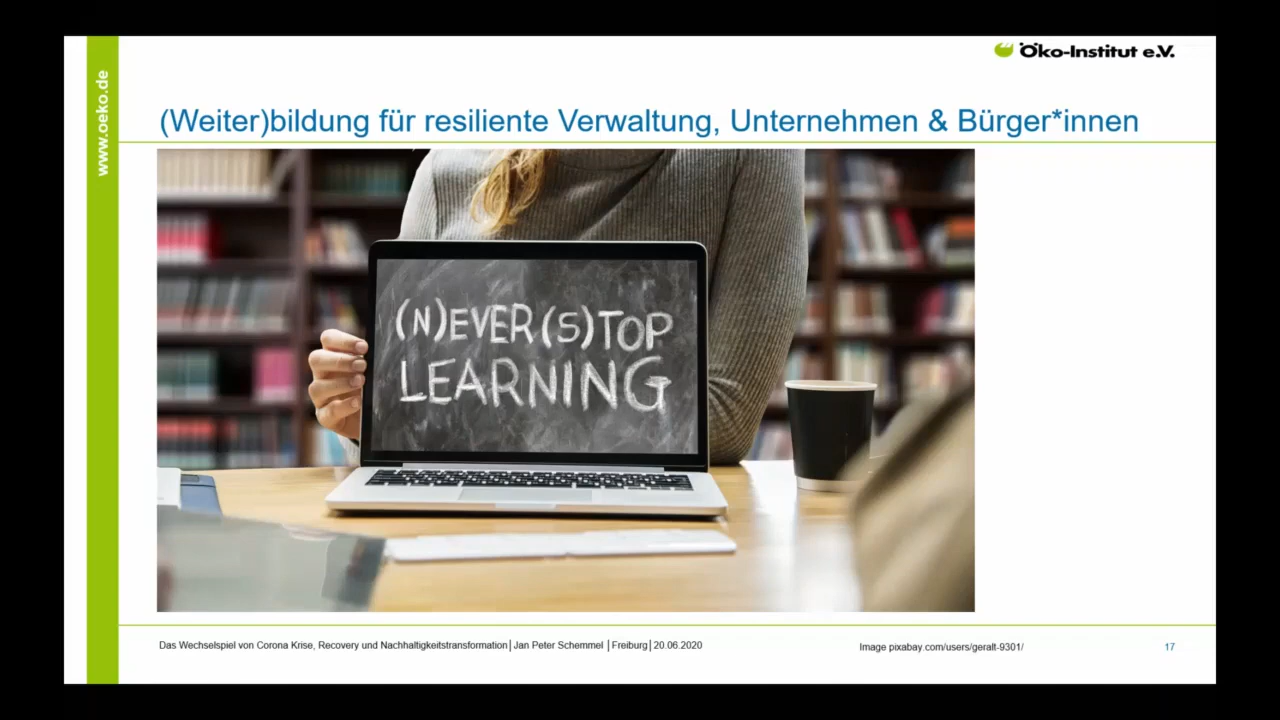 Öko-Institut e.V.
www.oeko.de
(Weiter)bildung für resiliente Verwaltung, Unternehmen & Bürger*innen
(N)EVER(S)TOP
LEARNING
Das Wechselspiel von Corona Krise, Recovery und Nachhaltigkeitstransformation│Jan Peter Schemmel │Freiburg│20.06.2020
Image pixabay.com/users/geralt-9301/
17